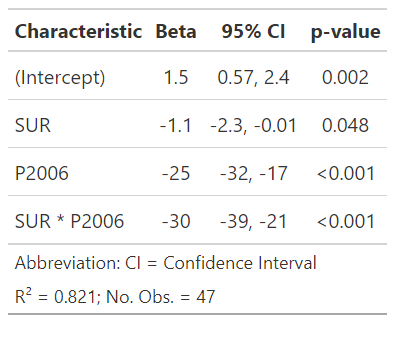 Characteristic Beta 95% CI p-value
(Intercept) 1.5 0.57, 2.4 0.002
SUR -1.1 -2.3, -0.01 0.048
P2006 -25 -32, -17 <0.001
SUR * P2006 -30 -39, -21 <0.001
Abbreviation: CI = Confidence Interval
R² = 0.821; No. Obs. = 47